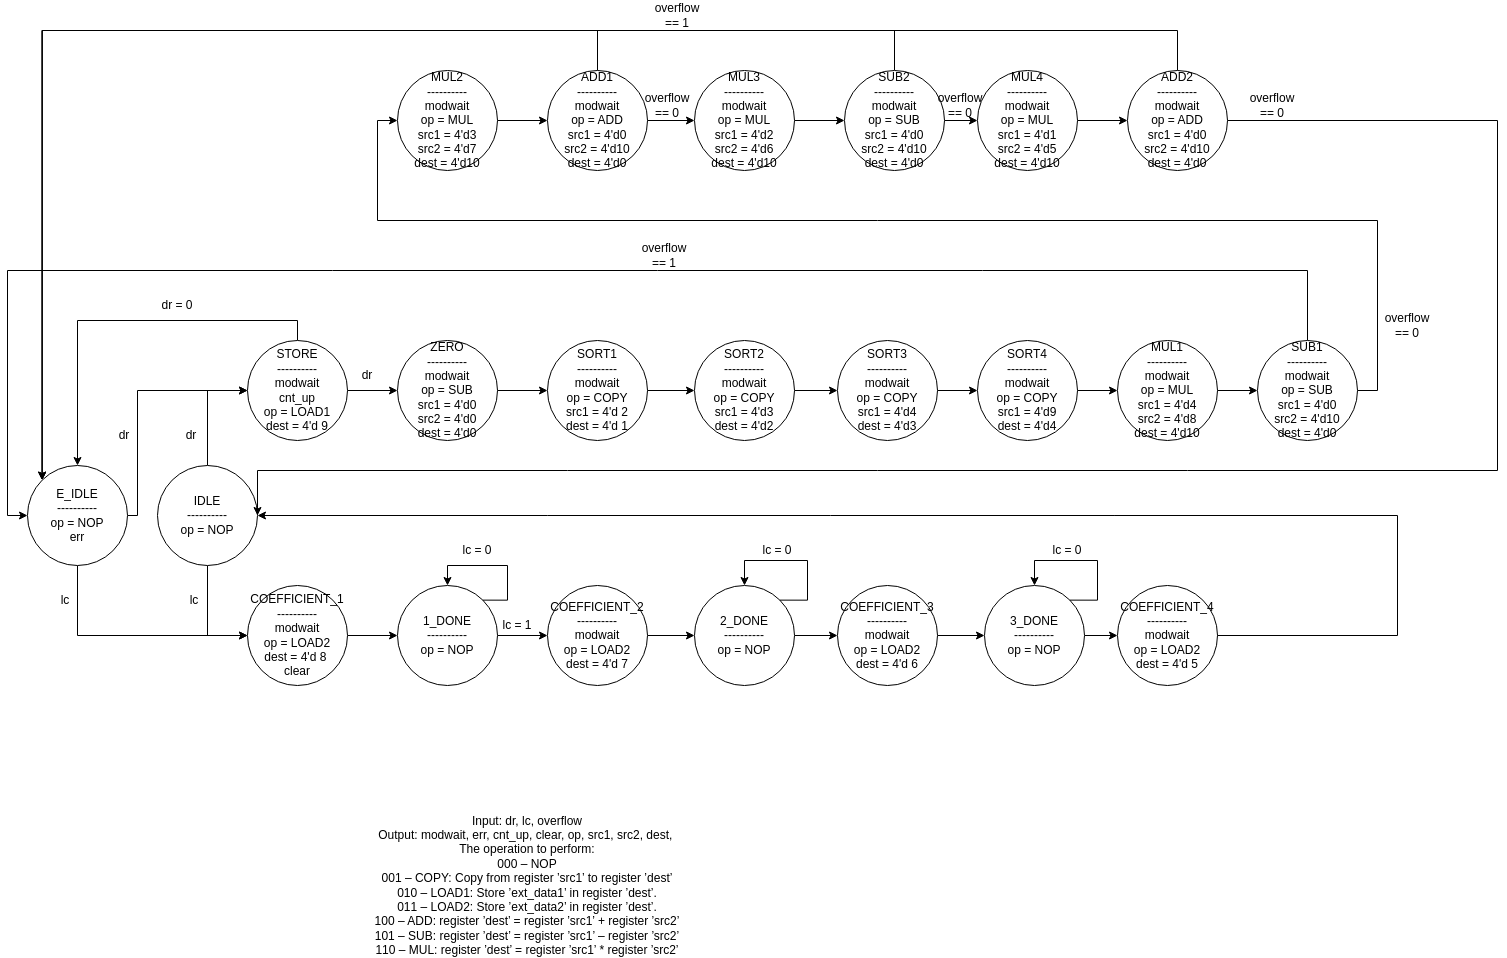 overflow
== 1
MUL2
----------
modwait
op = MUL
src1 = 4'd3
src2 = 4'd7
dest = 4'd10
ADD1
----------
modwait
op = ADD
src1 = 4'd0
src2 = 4'd10
dest = 4'd0
overflow
== 0
MUL3
----------
modwait
op = MUL
src1 = 4'd2
src2 = 4'd6
dest = 4'd10
SUB2
----------
modwait
op = SUB
src1 = 4'd0
src2 = 4'd10
dest = 4'd0
overflow
== 0
MUL4
----------
modwait
op = MUL
src1 = 4'd1
src2 = 4'd5
dest = 4'd10
ADD2
----------
modwait
op = ADD
src1 = 4'd0
src2 = 4'd10
dest = 4'd0
overflow
== 0
overflow
== 1
dr = 0
overflow
== 0
STORE
----------
modwait
cnt_up
op = LOAD1
dest = 4'd 9
dr
ZERO
----------
modwait
op = SUB
src1 = 4'd0
src2 = 4'd0
dest = 4'd0
SORT1
----------
modwait
op = COPY
src1 = 4'd 2
dest = 4'd 1
SORT2
----------
modwait
op = COPY
src1 = 4'd3
dest = 4'd2
SORT3
----------
modwait
op = COPY
src1 = 4'd4
dest = 4'd3
SORT4
----------
modwait
op = COPY
src1 = 4'd9
dest = 4'd4
MUL1
----------
modwait
op = MUL
src1 = 4'd4
src2 = 4'd8
dest = 4'd10
SUB1
----------
modwait
op = SUB
src1 = 4'd0
src2 = 4'd10
dest = 4'd0
dr
dr
E_IDLE
----------
op = NOP
err
IDLE
----------
op = NOP
lc
lc
COEFFICIENT_1
----------
modwait
op = LOAD2
dest = 4'd 8
clear
lc = 0
1_DONE
----------
op = NOP
lc = 1
COEFFICIENT_2
----------
modwait
op = LOAD2
dest = 4'd 7
lc = 0
2_DONE
----------
op = NOP
COEFFICIENT_3
----------
modwait
op = LOAD2
dest = 4'd 6
lc = 0
3_DONE
----------
op = NOP
COEFFICIENT_4
----------
modwait
op = LOAD2
dest = 4'd 5
Input: dr, lc, overflow
Output: modwait, err, cnt_up, clear, op, src1, src2, dest,
The operation to perform:
000 – NOP
001 – COPY: Copy from register ’src1’ to register ’dest’
010 – LOAD1: Store ’ext_data1’ in register ’dest’.
011 – LOAD2: Store ’ext_data2’ in register ’dest’.
100 – ADD: register ’dest’ = register ’src1’ + register ’src2’
101 – SUB: register ’dest’ = register ’src1’ – register ’src2’
110 – MUL: register ’dest’ = register ’src1’ * register ’src2’